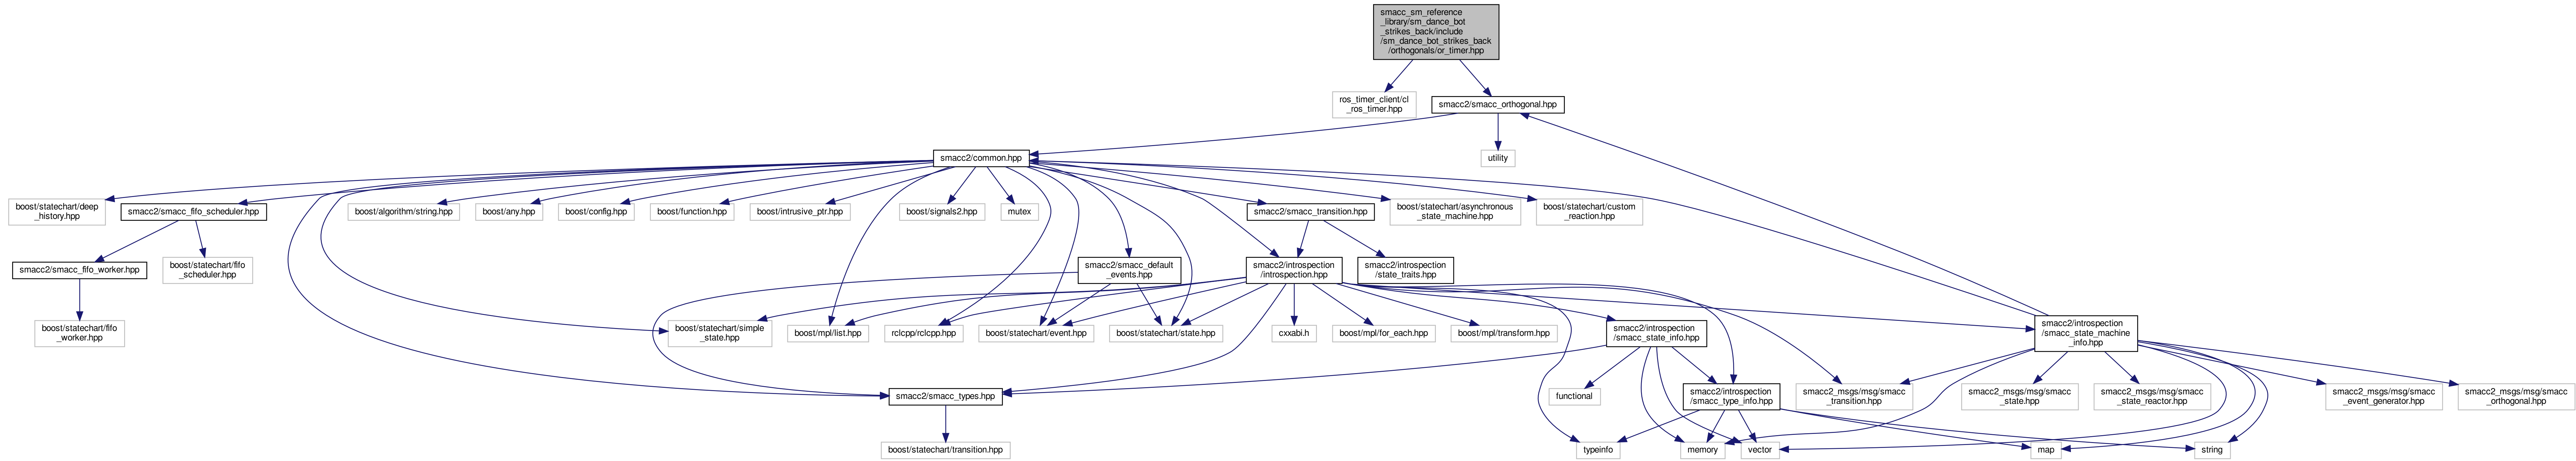 smacc_sm_reference
_library/sm_dance_bot
_strikes_back/include
/sm_dance_bot_strikes_back
/orthogonals/or_timer.hpp
ros_timer_client/cl
_ros_timer.hpp
smacc2/smacc_orthogonal.hpp
smacc2/common.hpp
utility
boost/statechart/deep
_history.hpp
smacc2/smacc_fifo_scheduler.hpp
boost/algorithm/string.hpp
boost/any.hpp
boost/config.hpp
boost/function.hpp
boost/intrusive_ptr.hpp
boost/signals2.hpp
mutex
smacc2/smacc_transition.hpp
boost/statechart/asynchronous
_state_machine.hpp
boost/statechart/custom
_reaction.hpp
smacc2/smacc_fifo_worker.hpp
boost/statechart/fifo
_scheduler.hpp
smacc2/smacc_default
_events.hpp
smacc2/introspection
/introspection.hpp
smacc2/introspection
/state_traits.hpp
boost/statechart/fifo
_worker.hpp
boost/statechart/simple
_state.hpp
boost/mpl/list.hpp
rclcpp/rclcpp.hpp
boost/statechart/event.hpp
boost/statechart/state.hpp
cxxabi.h
boost/mpl/for_each.hpp
boost/mpl/transform.hpp
smacc2/introspection
/smacc_state_info.hpp
smacc2/introspection
/smacc_state_machine
_info.hpp
smacc2/smacc_types.hpp
functional
smacc2/introspection
/smacc_type_info.hpp
smacc2_msgs/msg/smacc
_transition.hpp
smacc2_msgs/msg/smacc
_state.hpp
smacc2_msgs/msg/smacc
_state_reactor.hpp
smacc2_msgs/msg/smacc
_event_generator.hpp
smacc2_msgs/msg/smacc
_orthogonal.hpp
boost/statechart/transition.hpp
typeinfo
memory
vector
map
string